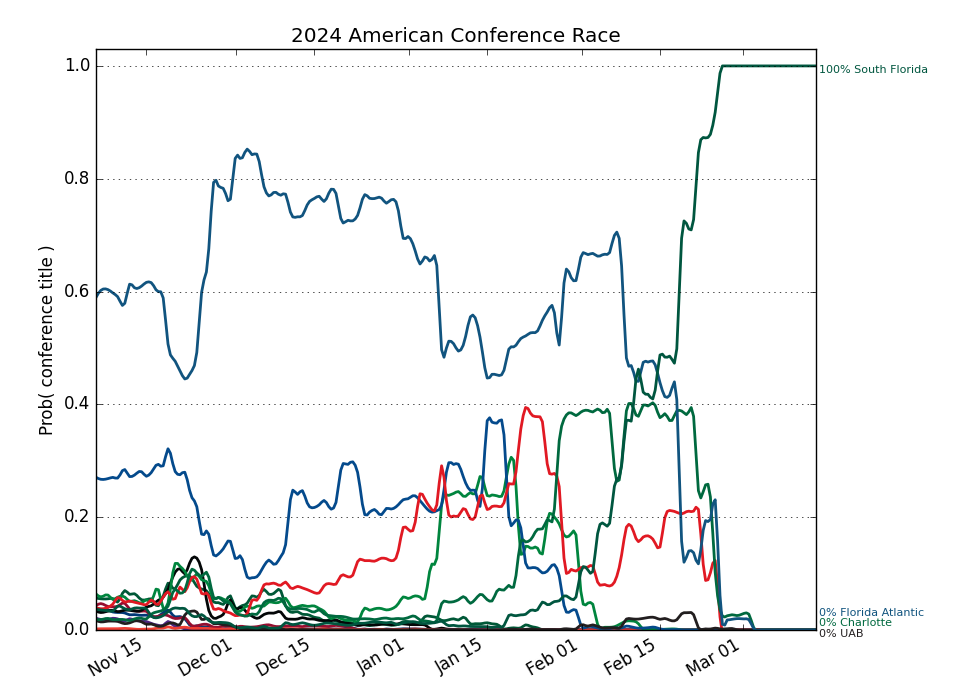 2024 American Conference Race
Prob( conference title )
1.0
0.8
0.6
0.4
0.2
0.0
100% South Florida
0% Florida Atlantic
0% Charlotte
0% UAB
Nov 15
Dec 01
Dec 15
Jan 01
Jan 15
Feb 01
Feb 15
Mar 01